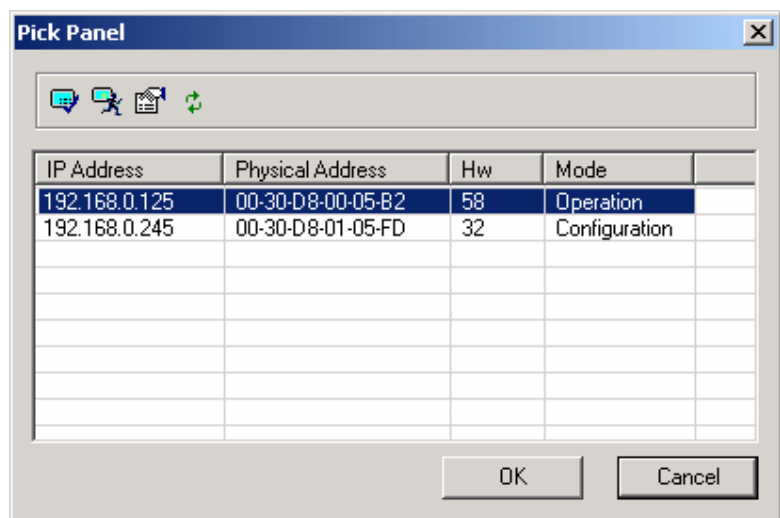 Pick Panel
IP Address Physical Address Hw Mode
192.168.0.125 00-30-D8-00-05-B2 58 Operation
192.168.0.245 00-30-D8-01-05-FD 32 Configuration
OK Cancel